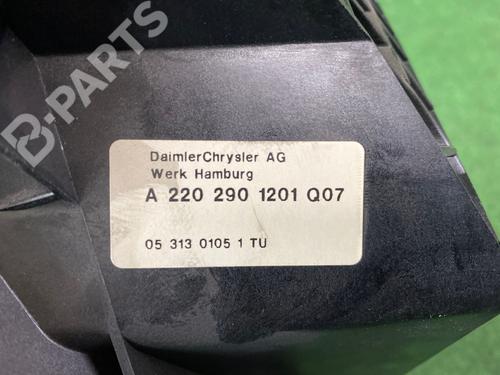 B-PARTS
DaimlerChrysler AG
Werk Hamburg
A 220 290 1201 Q07
05 313 0105 1 TU